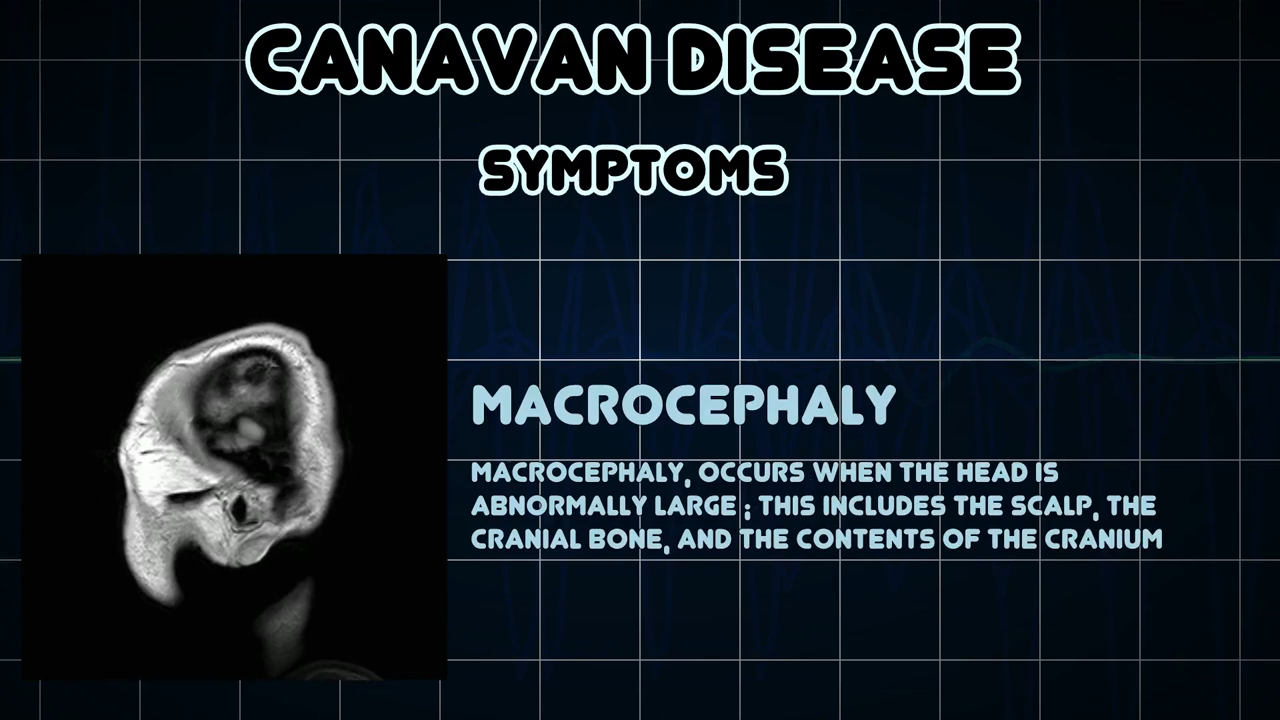 CANAVAN DISEASE
SYMPTOMS
MACROCEPHALY
MACROCEPHALY, OCCURS WHEN THE HEAD IS
ABNORMALLY LARGE ; THIS INCLUDES THE SCALP, THE
CRANIAL BONE, AND THE CONTENTS OF THE CRANIUM